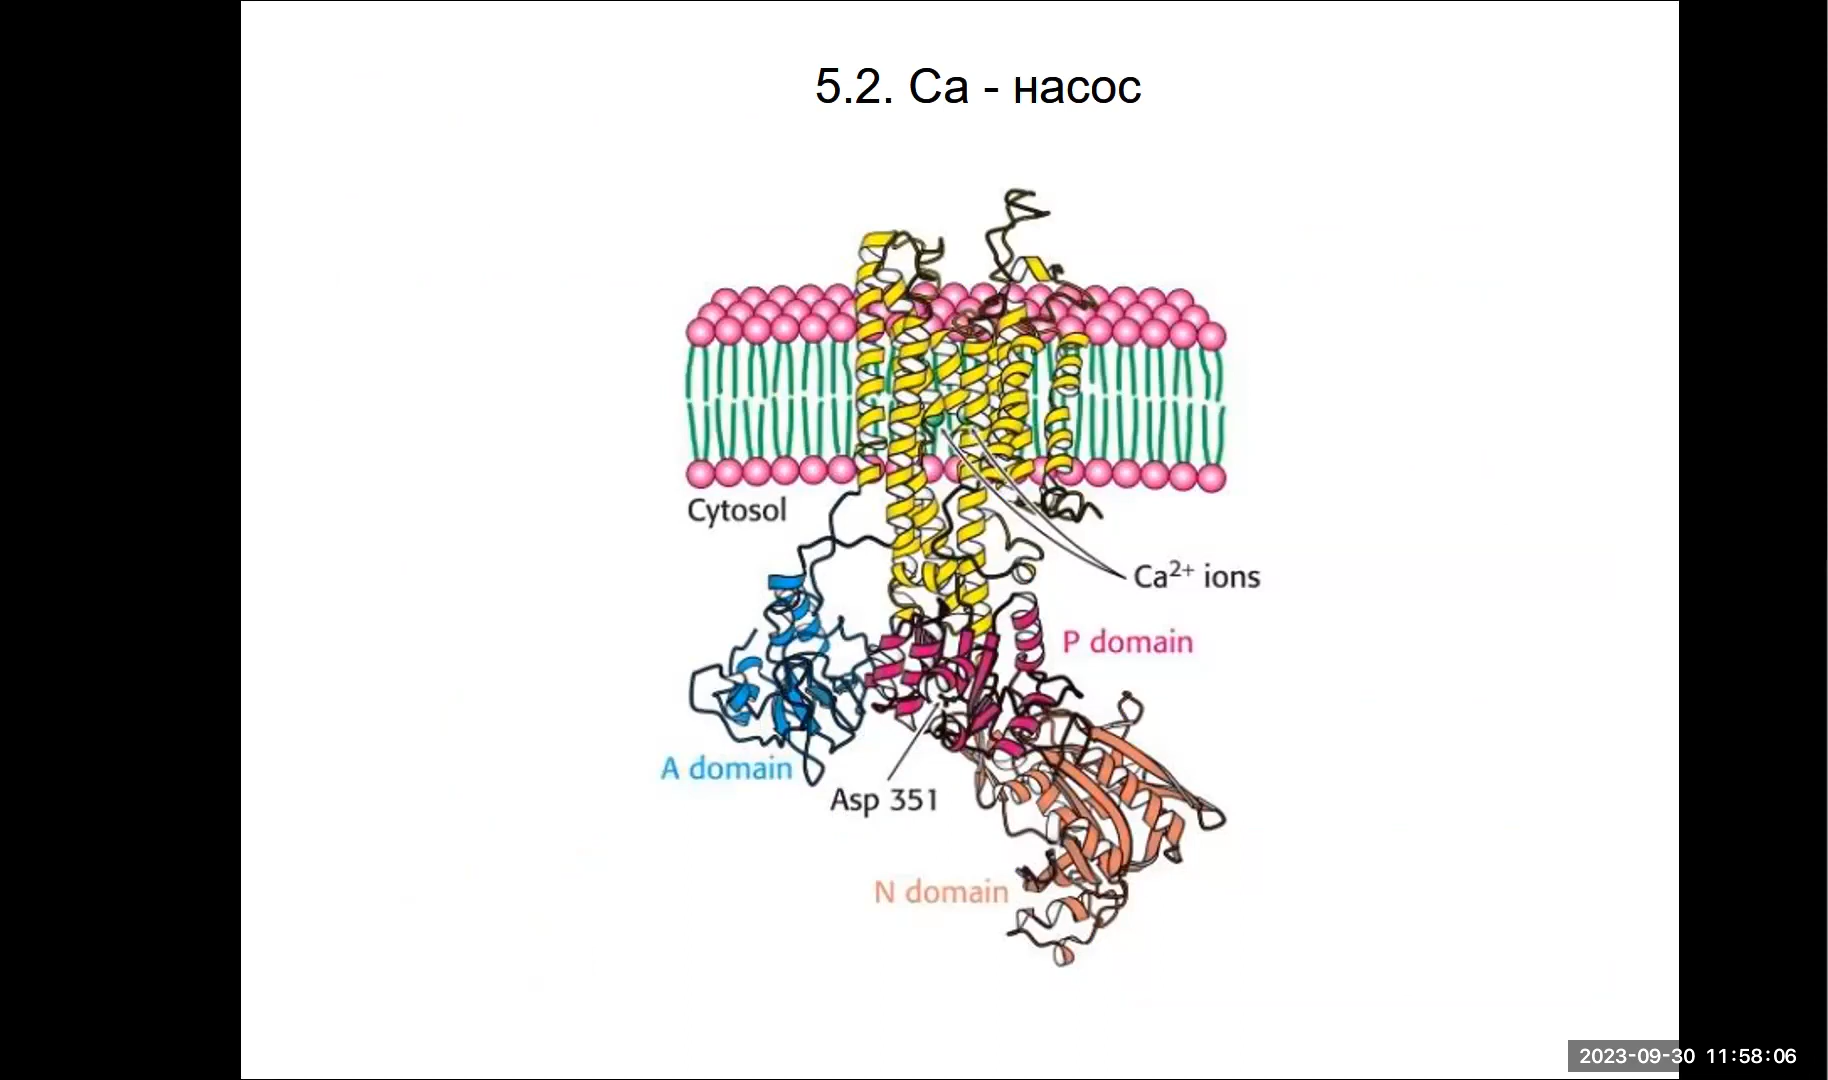 5.2. Ca - насос
Cytosol
Ca²⁺ ions
P domain
A domain
Asp 351
N domain
2023-09-30 11:58:06